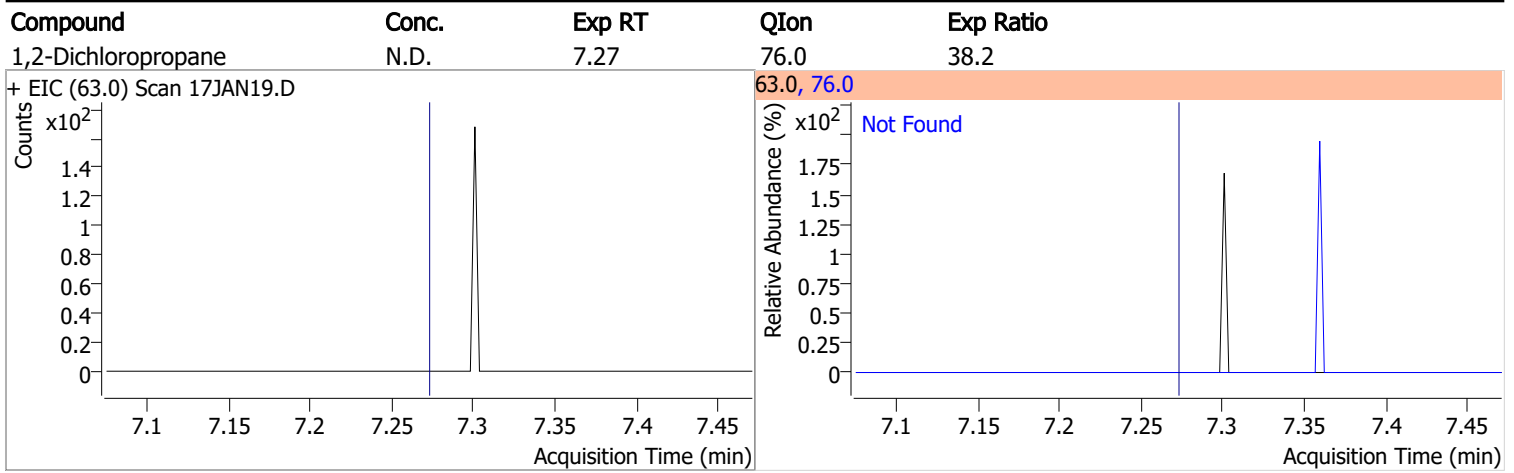 Compound Conc. Exp RT QIon Exp Ratio
1,2-Dichloropropane N.D. 7.27 76.0 38.2
+ EIC (63.0) Scan 17JAN19.D
Counts
x10²
1.4
1.2
1
0.8
0.6
0.4
0.2
0
7.1 7.15 7.2 7.25 7.3 7.35 7.4 7.45
Acquisition Time (min)
63.0, 76.0
Relative Abundance (%)
x10²
Not Found
1.75
1.5
1.25
1
0.75
0.5
0.25
0
7.1 7.15 7.2 7.25 7.3 7.35 7.4 7.45
Acquisition Time (min)